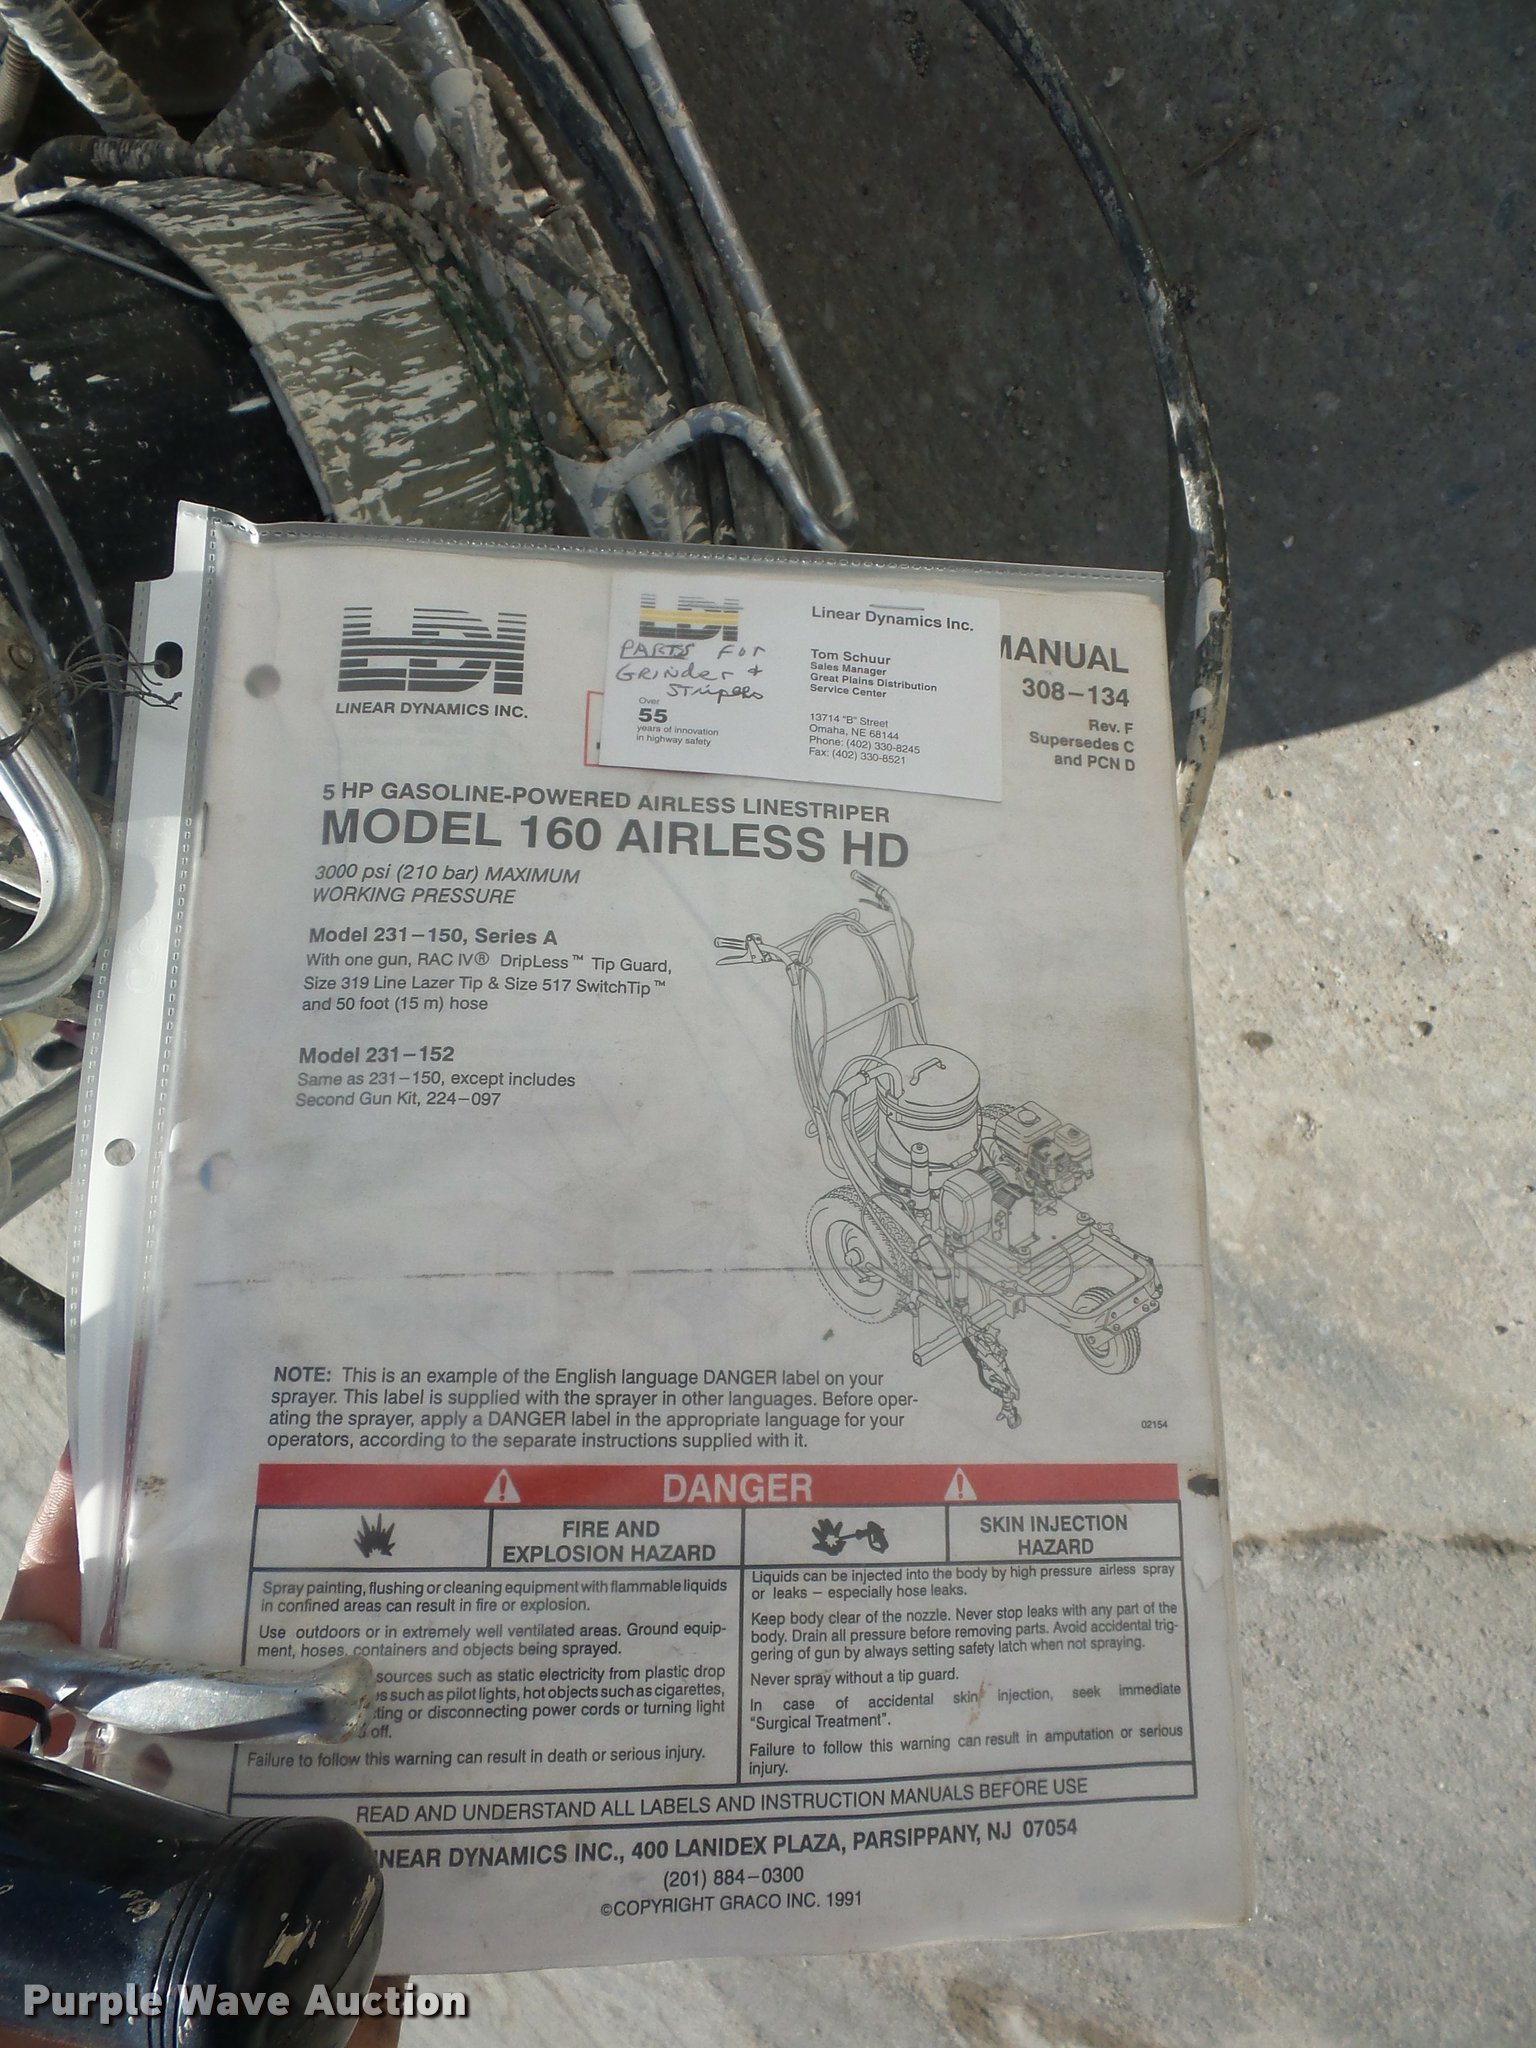 LDI
LINEAR DYNAMICS INC.
LDI
PARTS For
GrinDer &
STripers
Over
55
years of innovation
in highway safety
Linear Dynamics Inc.
Tom Schuur
Sales Manager
Great Plains Distribution
Service Center
13714 "B" Street
Omaha, NE 68144
Phone: (402) 330-8245
Fax: (402) 330-8521
MANUAL
308–134
Rev. F
Supersedes C
and PCN D
5 HP GASOLINE-POWERED AIRLESS LINESTRIPER
MODEL 160 AIRLESS HD
3000 psi (210 bar) MAXIMUM
WORKING PRESSURE
Model 231–150, Series A
With one gun, RAC IV® DripLess™ Tip Guard,
Size 319 Line Lazer Tip & Size 517 SwitchTip™
and 50 foot (15 m) hose
Model 231–152
Same as 231–150, except includes
Second Gun Kit, 224–097
NOTE: This is an example of the English language DANGER label on your
sprayer. This label is supplied with the sprayer in other languages. Before oper-
ating the sprayer, apply a DANGER label in the appropriate language for your
operators, according to the separate instructions supplied with it.
02154
DANGER
FIRE AND
EXPLOSION HAZARD
Spray painting, flushing or cleaning equipment with flammable liquids
in confined areas can result in fire or explosion.
Use outdoors or in extremely well ventilated areas. Ground equip-
ment, hoses, containers and objects being sprayed.
sources such as static electricity from plastic drop
such as pilot lights, hot objects such as cigarettes,
or disconnecting power cords or turning light
off.
Failure to follow this warning can result in death or serious injury.
SKIN INJECTION
HAZARD
Liquids can be injected into the body by high pressure airless spray
or leaks – especially hose leaks.
Keep body clear of the nozzle. Never stop leaks with any part of the
body. Drain all pressure before removing parts. Avoid accidental trig-
gering of gun by always setting safety latch when not spraying.
Never spray without a tip guard.
In case of accidental skin injection, seek immediate
"Surgical Treatment".
Failure to follow this warning can result in amputation or serious
injury.
READ AND UNDERSTAND ALL LABELS AND INSTRUCTION MANUALS BEFORE USE
LINEAR DYNAMICS INC., 400 LANIDEX PLAZA, PARSIPPANY, NJ 07054
(201) 884–0300
©COPYRIGHT GRACO INC. 1991
Purple Wave Auction